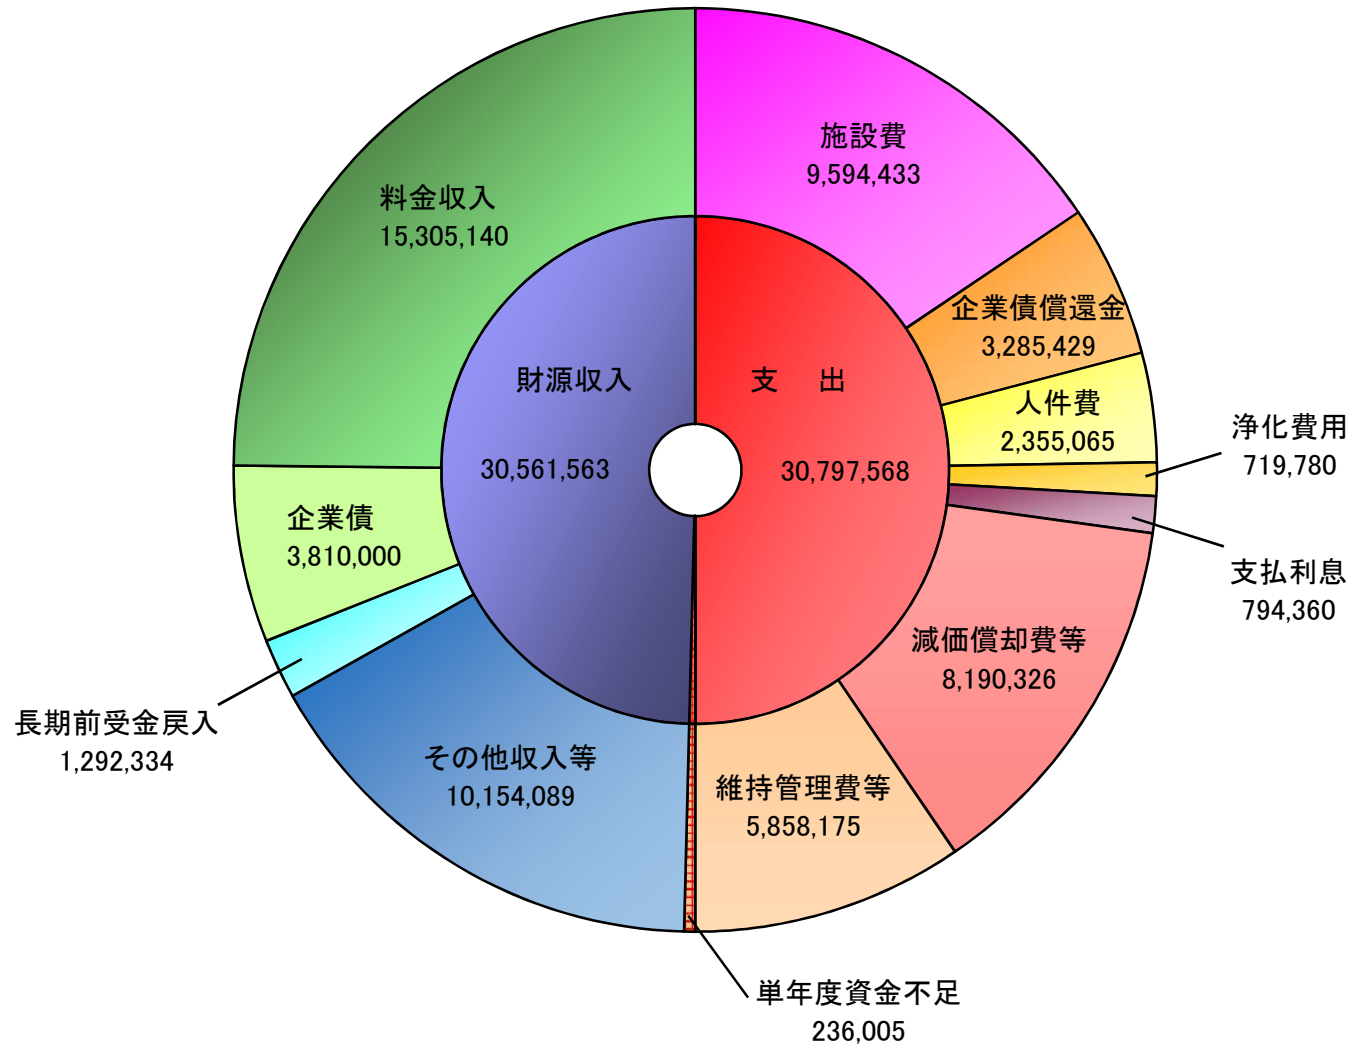 施設費
9,594,433
料金収入
15,305,140
企業債償還金
3,285,429
財源収入
30,561,563
支　出
30,797,568
人件費
2,355,065
浄化費用
719,780
企業債
3,810,000
支払利息
794,360
減価償却費等
8,190,326
長期前受金戻入
1,292,334
その他収入等
10,154,089
維持管理費等
5,858,175
単年度資金不足
236,005